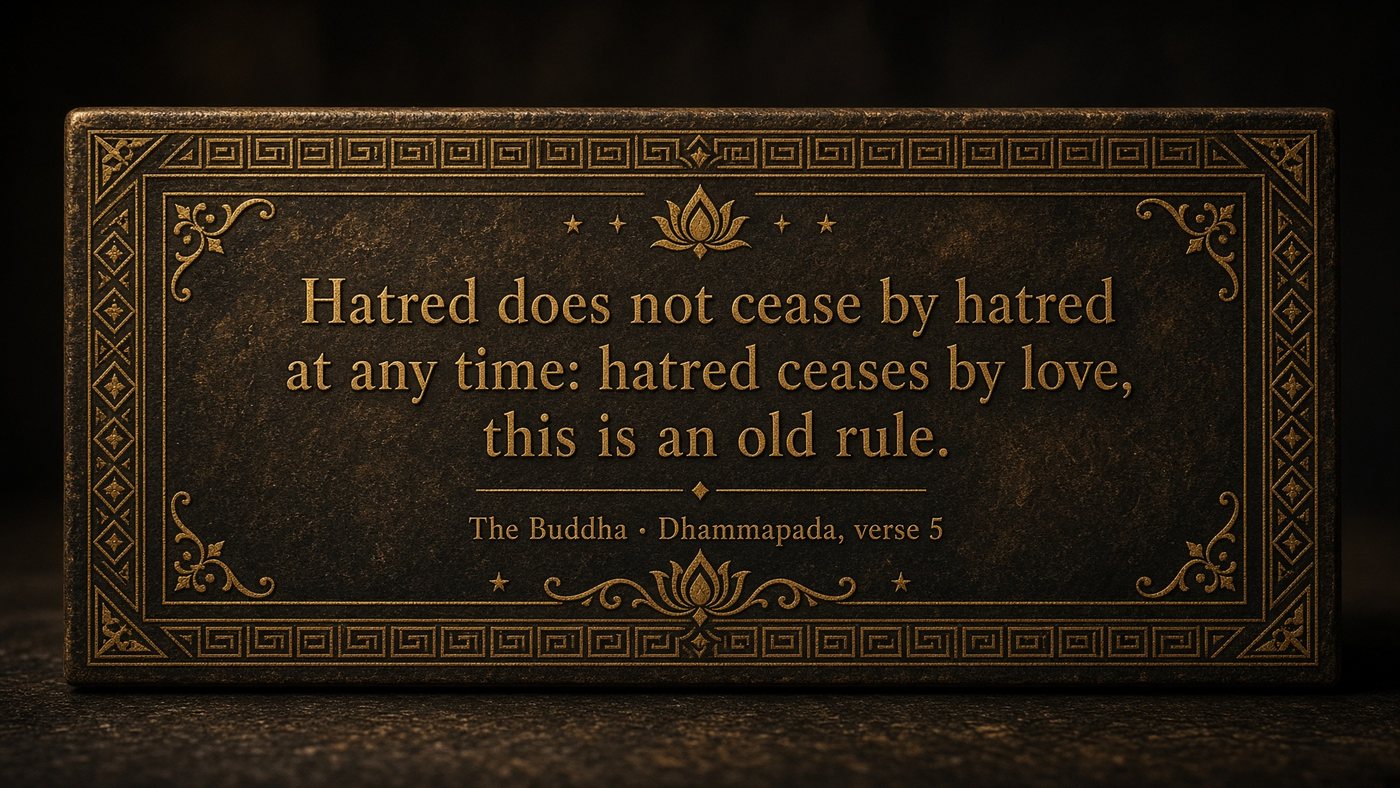 Hatred does not cease by hatred
at any time: hatred ceases by love,
this is an old rule.
The Buddha · Dhammapada, verse 5